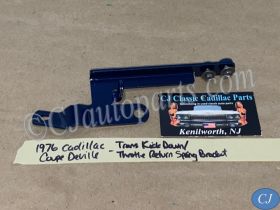 CJautoparts.com
CJ Classic Cadillac Parts
Kenilworth, NJ
1976 Cadillac - Trans Kick Down/
Coupe Deville - Throttle Return Spring Bracket
CJ